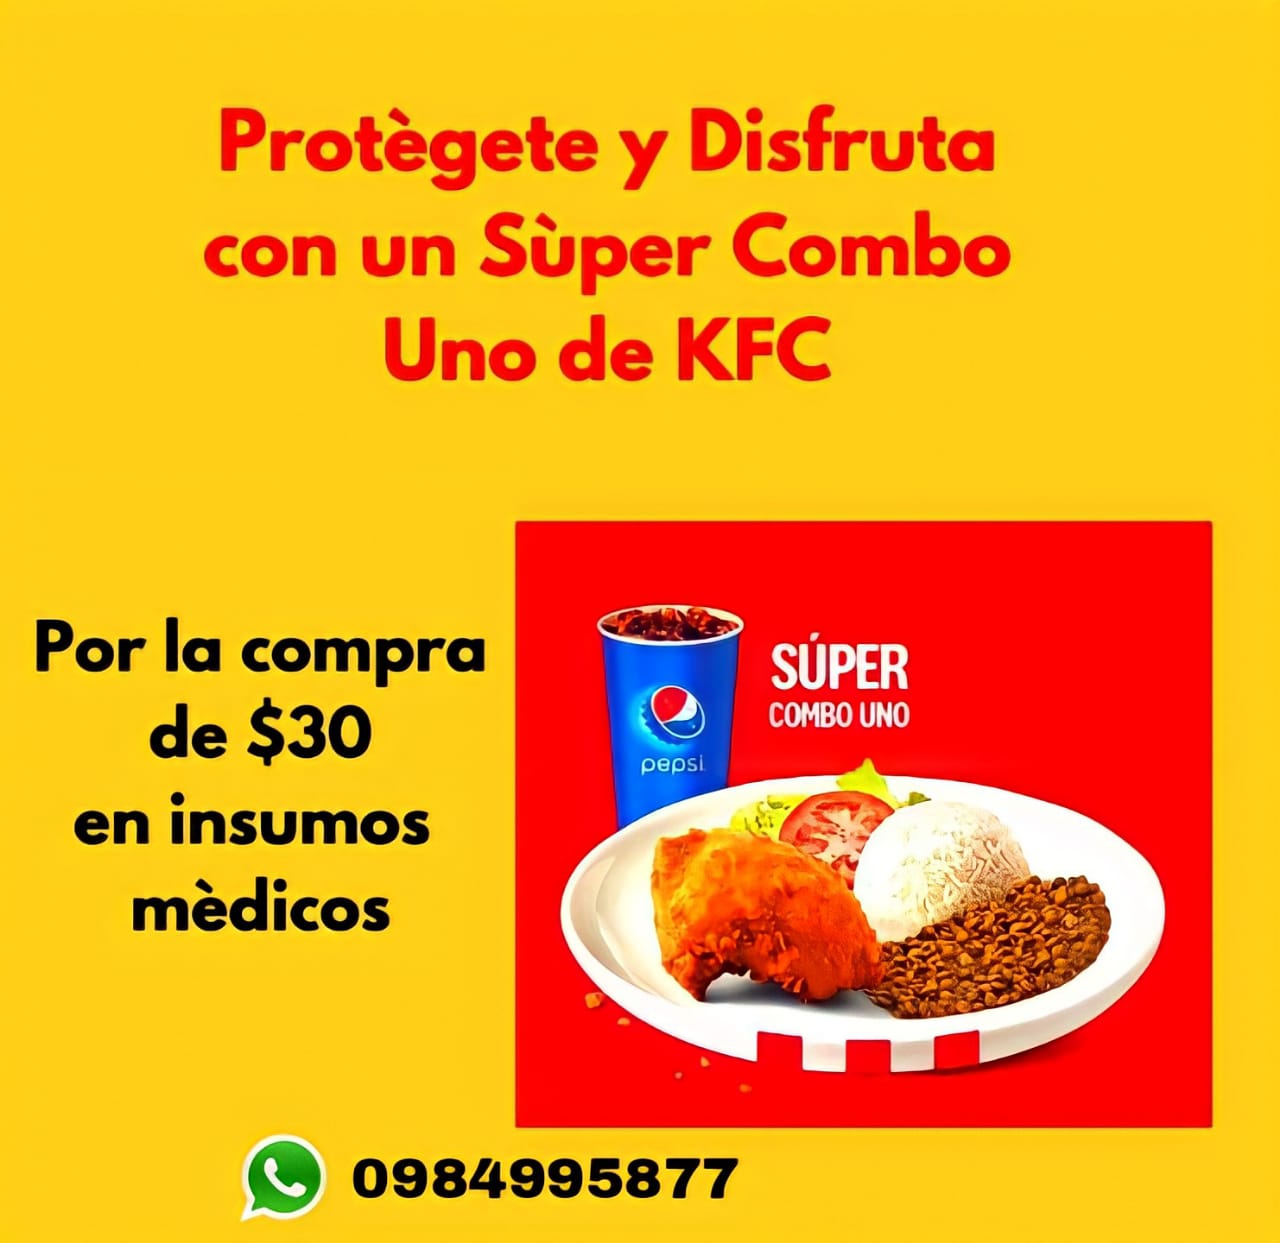 Protègete y Disfruta
con un Sùper Combo
Uno de KFC
Por la compra
de $30
en insumos
mèdicos
pepsi
SÚPER
COMBO UNO
0984995877